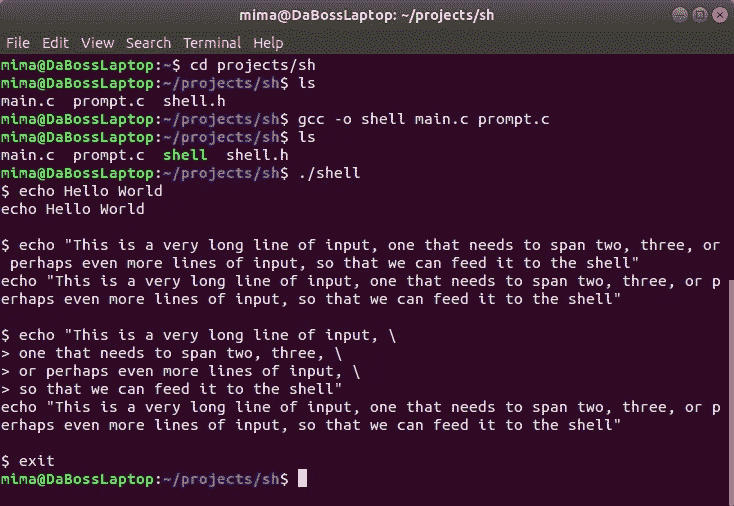 mima@DaBossLaptop: ~/projects/sh
File Edit View Search Terminal Help
mima@DaBossLaptop:~$ cd projects/sh
mima@DaBossLaptop:~/projects/sh$ ls
main.c  prompt.c  shell.h
mima@DaBossLaptop:~/projects/sh$ gcc -o shell main.c prompt.c
mima@DaBossLaptop:~/projects/sh$ ls
main.c  prompt.c  shell  shell.h
mima@DaBossLaptop:~/projects/sh$ ./shell
$ echo Hello World
echo Hello World
$ echo "This is a very long line of input, one that needs to span two, three, or
 perhaps even more lines of input, so that we can feed it to the shell"
echo "This is a very long line of input, one that needs to span two, three, or p
erhaps even more lines of input, so that we can feed it to the shell"
$ echo "This is a very long line of input, \
> one that needs to span two, three, \
> or perhaps even more lines of input, \
> so that we can feed it to the shell"
echo "This is a very long line of input, one that needs to span two, three, or p
erhaps even more lines of input, so that we can feed it to the shell"
$ exit
mima@DaBossLaptop:~/projects/sh$